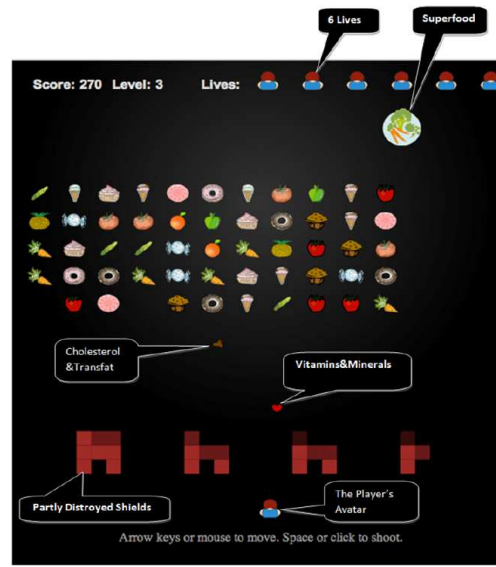 6 Lives
Superfood
Score: 270 Level: 3 Lives:
Cholesterol
&Transfat
Vitamins&Minerals
Partly Distroyed Shields
The Player's
Avatar
Arrow keys or mouse to move. Space or click to shoot.